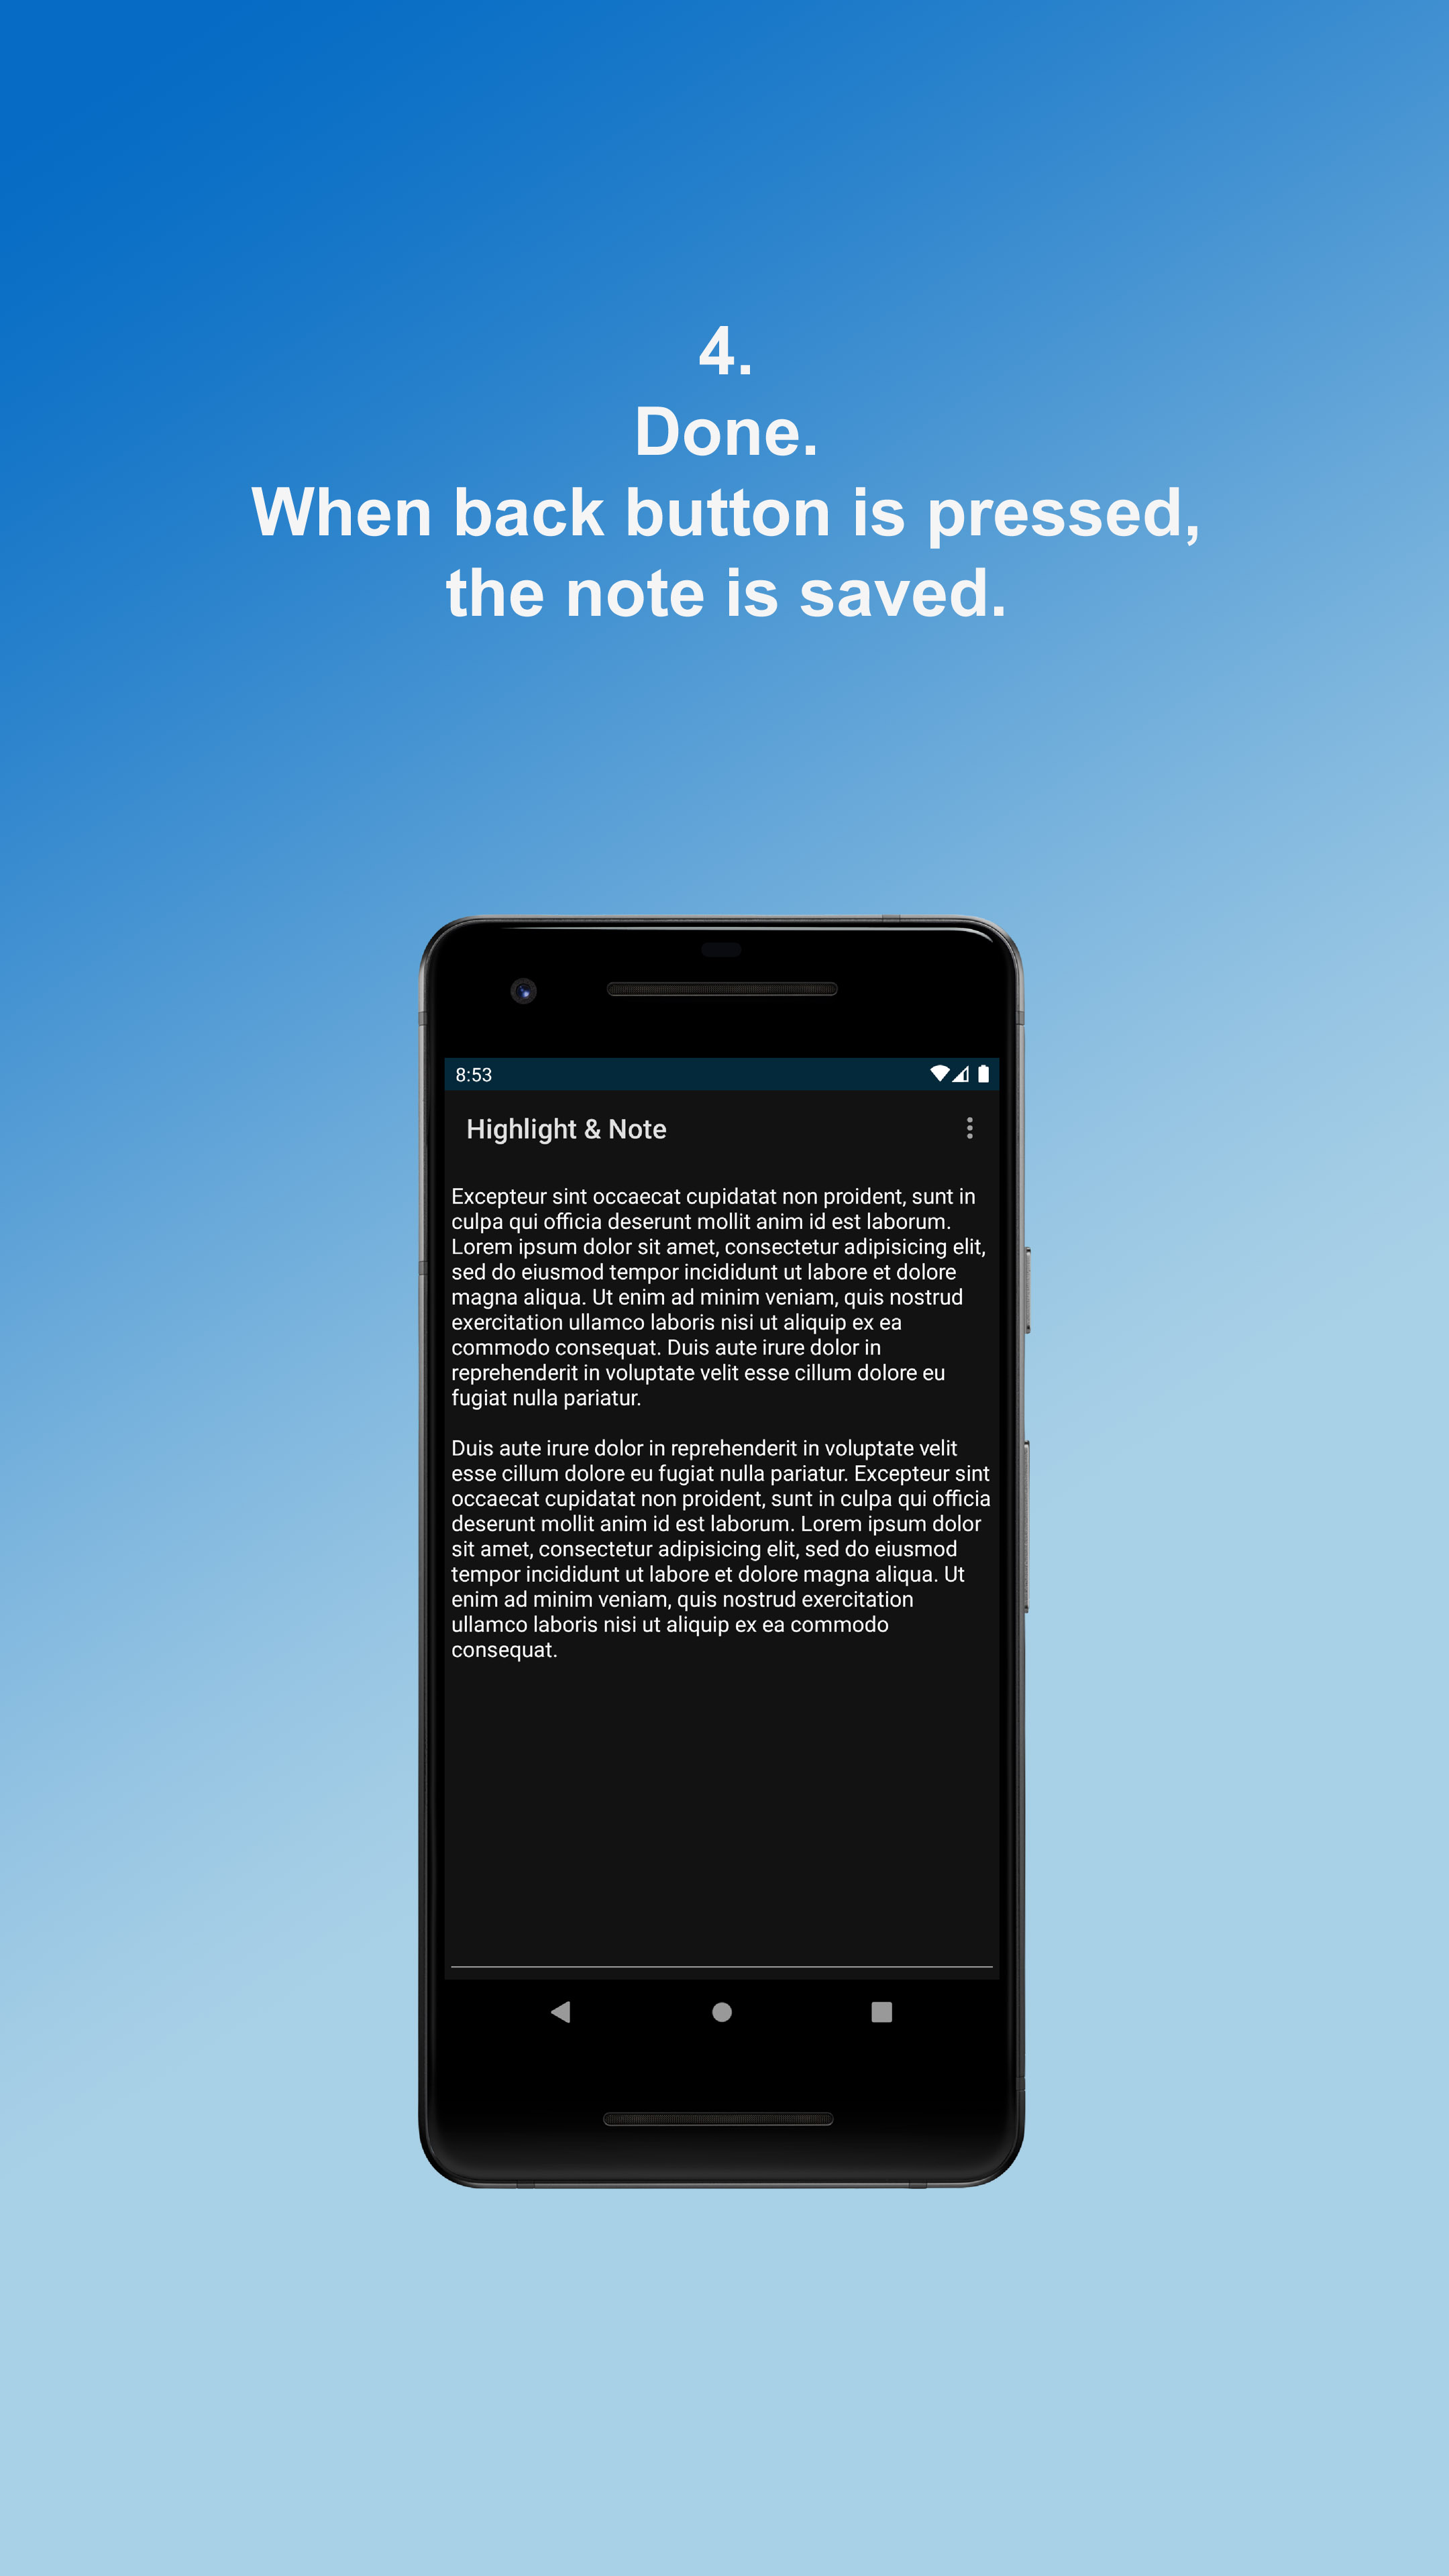 4.
Done.
When back button is pressed,
the note is saved.
8:53
Highlight & Note
Excepteur sint occaecat cupidatat non proident, sunt in
culpa qui officia deserunt mollit anim id est laborum.
Lorem ipsum dolor sit amet, consectetur adipisicing elit,
sed do eiusmod tempor incididunt ut labore et dolore
magna aliqua. Ut enim ad minim veniam, quis nostrud
exercitation ullamco laboris nisi ut aliquip ex ea
commodo consequat. Duis aute irure dolor in
reprehenderit in voluptate velit esse cillum dolore eu
fugiat nulla pariatur.
Duis aute irure dolor in reprehenderit in voluptate velit
esse cillum dolore eu fugiat nulla pariatur. Excepteur sint
occaecat cupidatat non proident, sunt in culpa qui officia
deserunt mollit anim id est laborum. Lorem ipsum dolor
sit amet, consectetur adipisicing elit, sed do eiusmod
tempor incididunt ut labore et dolore magna aliqua. Ut
enim ad minim veniam, quis nostrud exercitation
ullamco laboris nisi ut aliquip ex ea commodo
consequat.